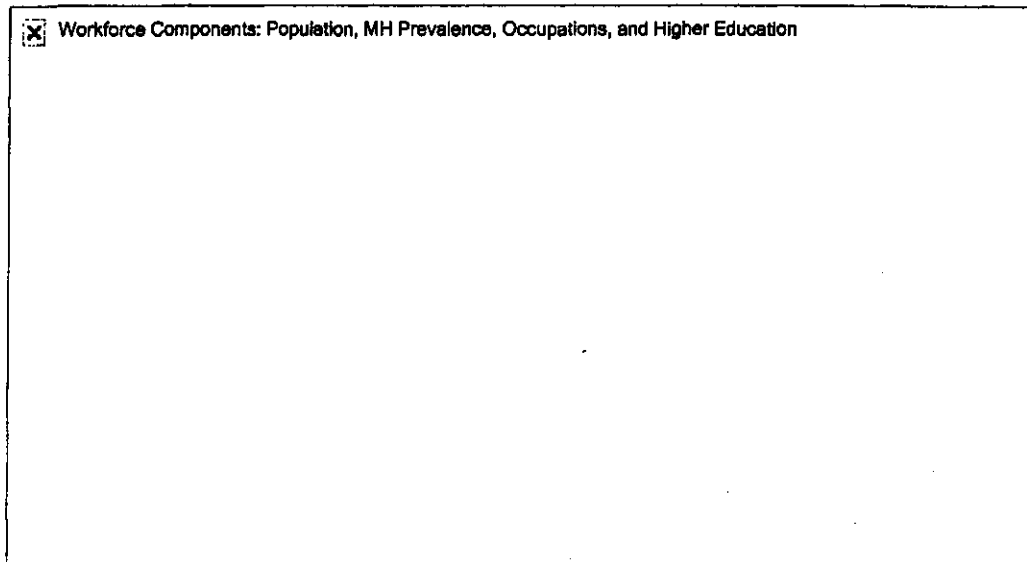 Workforce Components: Population, MH Prevalence, Occupations, and Higher Education